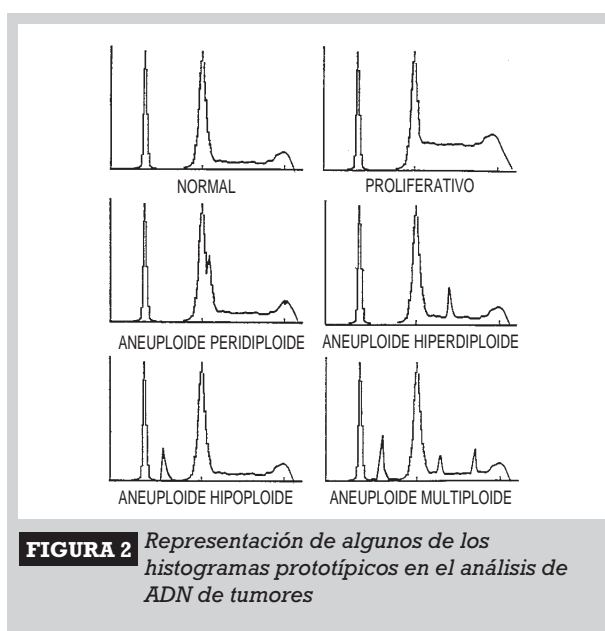 NORMAL
PROLIFERATIVO
ANEUPLOIDE PERIDIPLOIDE
ANEUPLOIDE HIPERDIPLOIDE
ANEUPLOIDE HIPOPLOIDE
ANEUPLOIDE MULTIPLOIDE
FIGURA 2 Representación de algunos de los
histogramas prototípicos en el análisis de
ADN de tumores